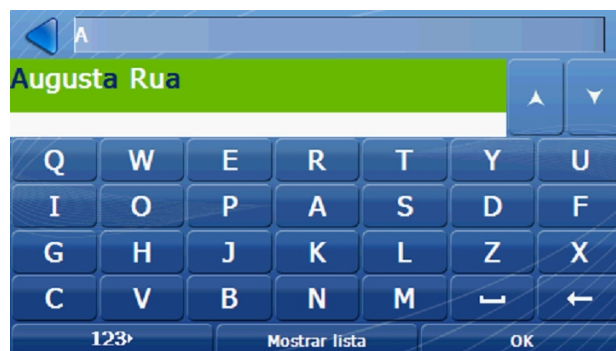 A
Augusta Rua
Q W E R T Y U
I O P A S D F
G H J K L Z X
C V B N M
123 Mostrar lista OK